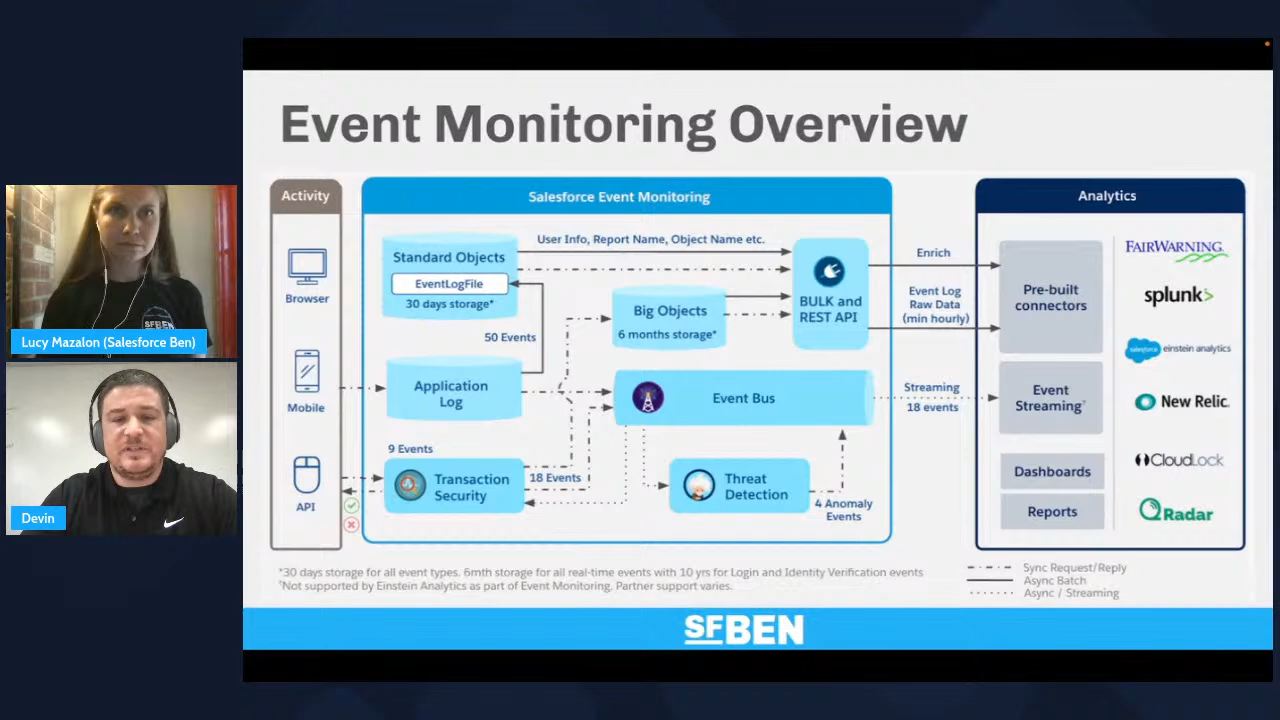 Event Monitoring Overview
Activity
Browser
Mobile
API
Salesforce Event Monitoring
Standard Objects
EventLogFile
30 days storage*
User Info, Report Name, Object Name etc.
50 Events
Big Objects
6 months storage*
BULK and
REST API
Application
Log
Event Bus
9 Events
Transaction
Security
18 Events
Threat
Detection
4 Anomaly
Events
Enrich
Event Log
Raw Data
(min hourly)
Streaming
18 events
Analytics
Pre-built
connectors
Event
Streaming†
Dashboards
Reports
FAIRWARNING
splunk>
salesforce einstein analytics
New Relic.
CLOUDLOCK
QRadar
*30 days storage for all event types. 6mth storage for all real-time events with 10 yrs for Login and Identity Verification events
†Not supported by Einstein Analytics as part of Event Monitoring. Partner support varies.
Sync Request/Reply
Async Batch
Async / Streaming
SFBEN
SFBEN
Lucy Mazalon (Salesforce Ben)
Devin